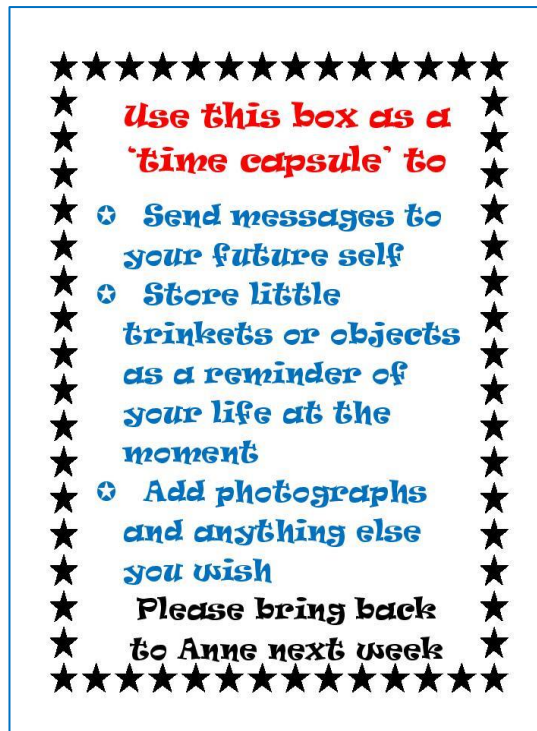 Use this box as a
‘time capsule’ to
✪ Send messages to
your future self
✪ Store little
trinkets or objects
as a reminder of
your life at the
moment
✪ Add photographs
and anything else
you wish
Please bring back
to Anne next week